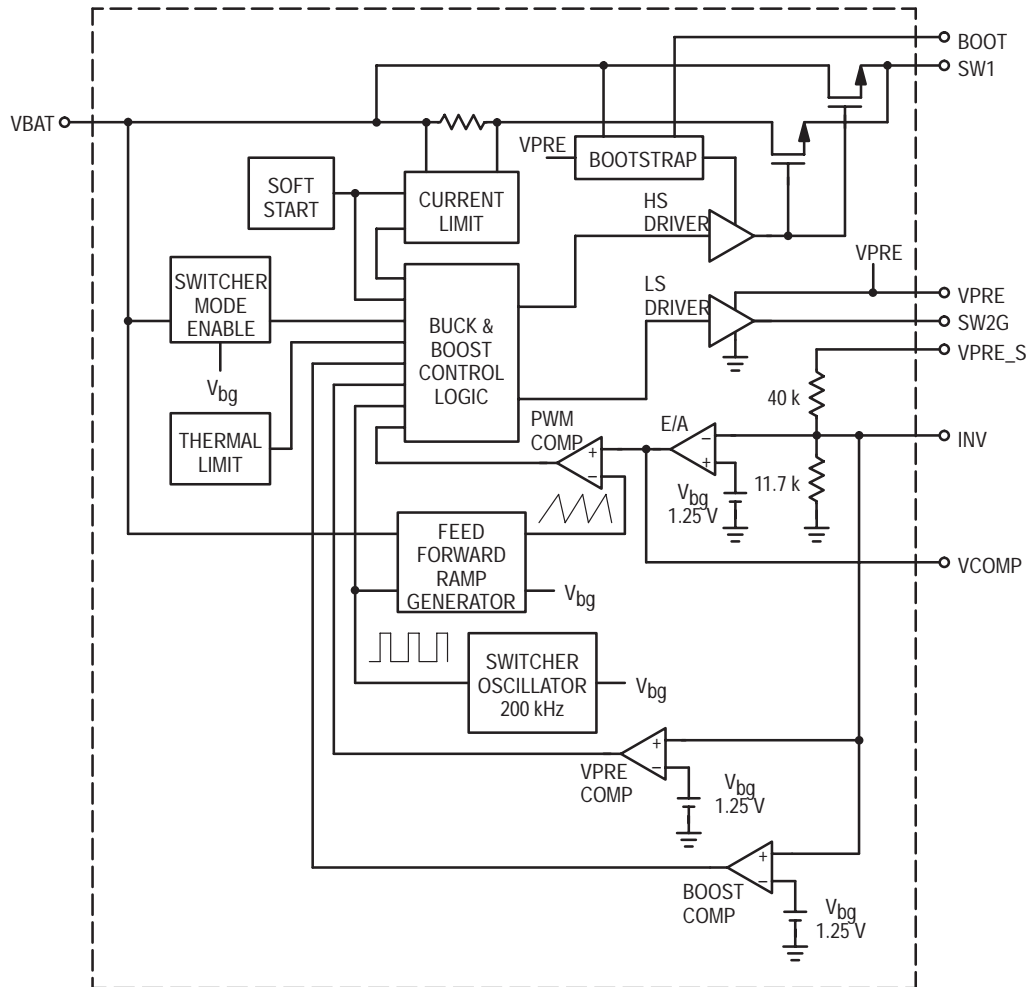 BOOT
SW1
VBAT
VPRE
BOOTSTRAP
SOFT
START
CURRENT
LIMIT
HS
DRIVER
SWITCHER
MODE
ENABLE
Vbg
BUCK &
BOOST
CONTROL
LOGIC
LS
DRIVER
VPRE
VPRE
SW2G
VPRE_S
40 k
THERMAL
LIMIT
PWM
COMP
+
−
E/A
−
+
INV
11.7 k
Vbg
1.25 V
FEED
FORWARD
RAMP
GENERATOR
Vbg
VCOMP
SWITCHER
OSCILLATOR
200 kHz
Vbg
+
−
VPRE
COMP
Vbg
1.25 V
+
−
BOOST
COMP
Vbg
1.25 V